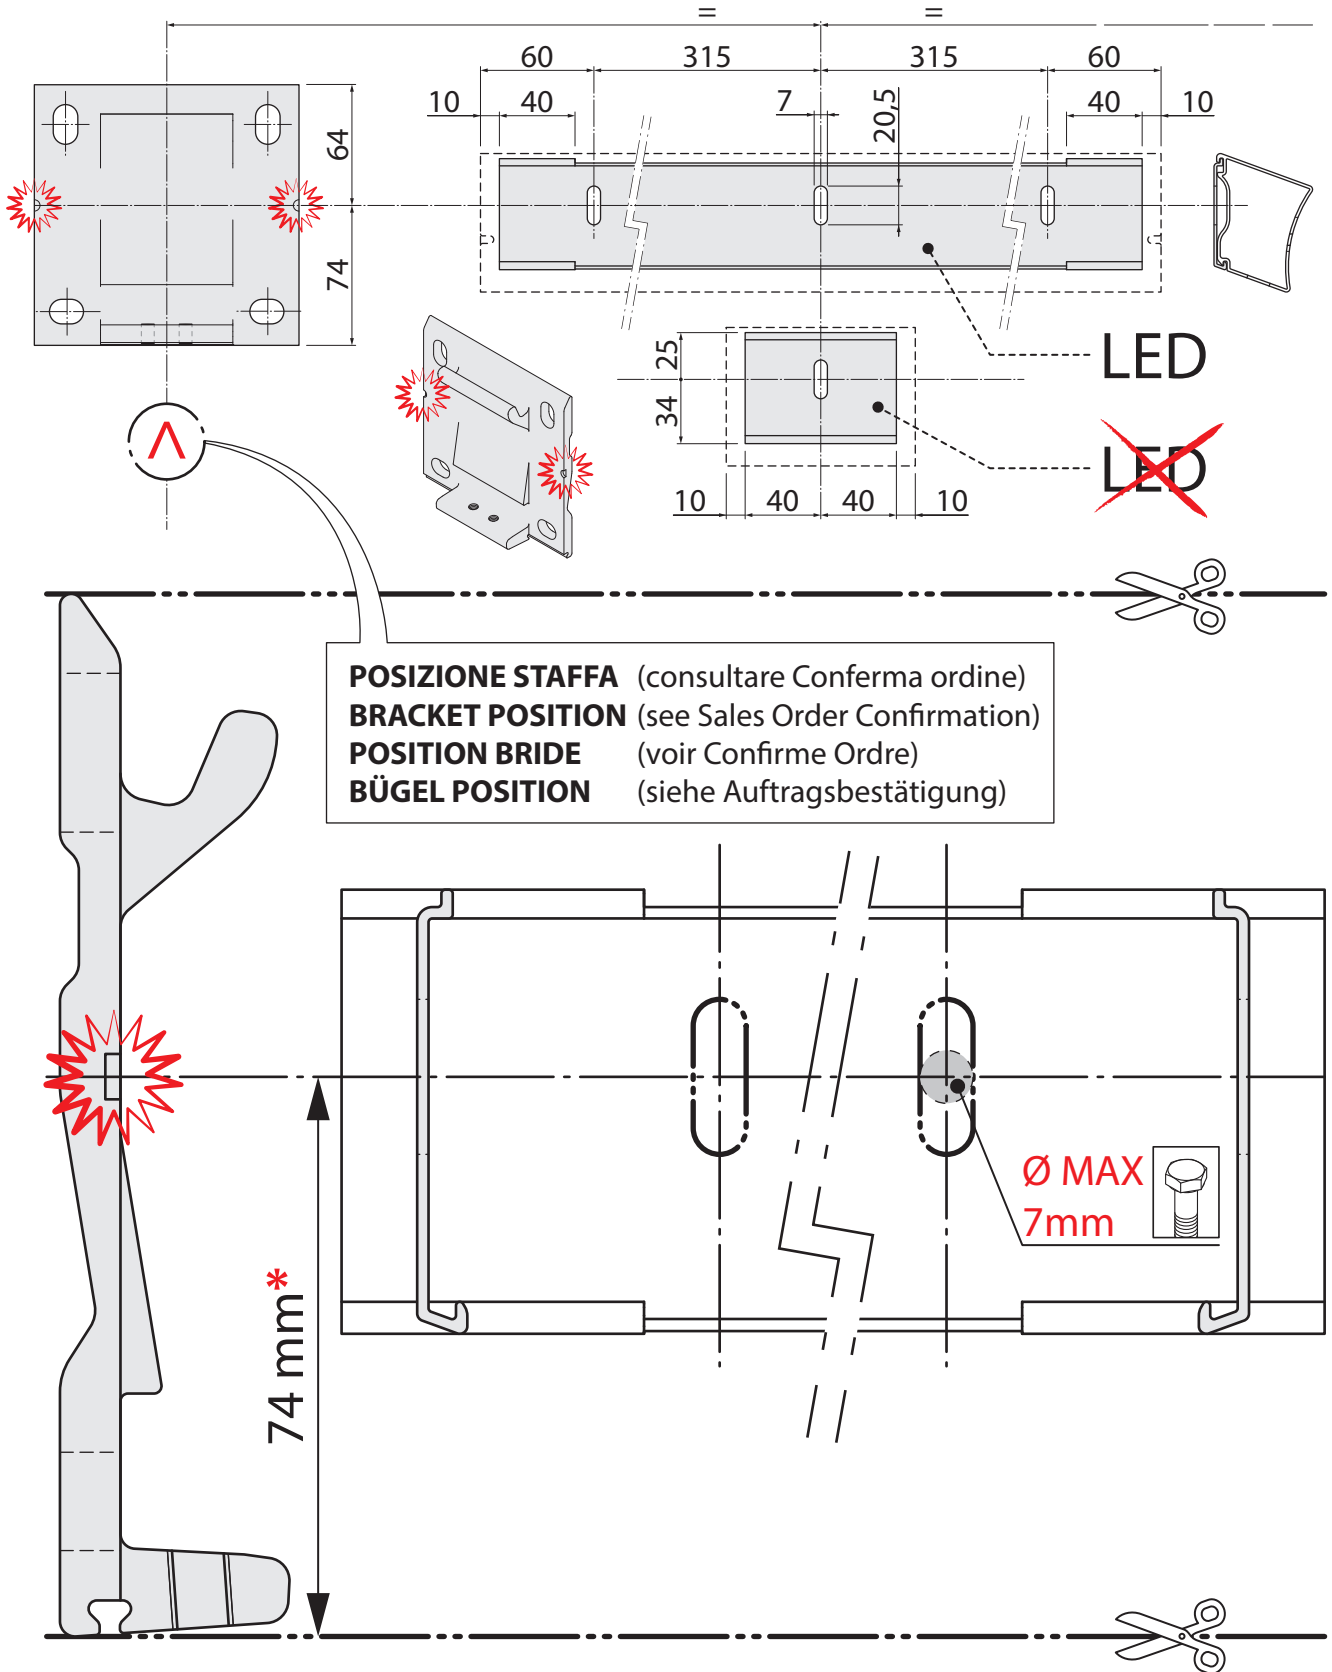 = =
60 315 315 60
10 40 7 20,5 40 10
64
74
LED
25
34
LED
10 40 40 10
Λ
POSIZIONE STAFFA (consultare Conferma ordine)
BRACKET POSITION (see Sales Order Confirmation)
POSITION BRIDE (voir Confirme Ordre)
BÜGEL POSITION (siehe Auftragsbestätigung)
Ø MAX
7mm
74 mm*